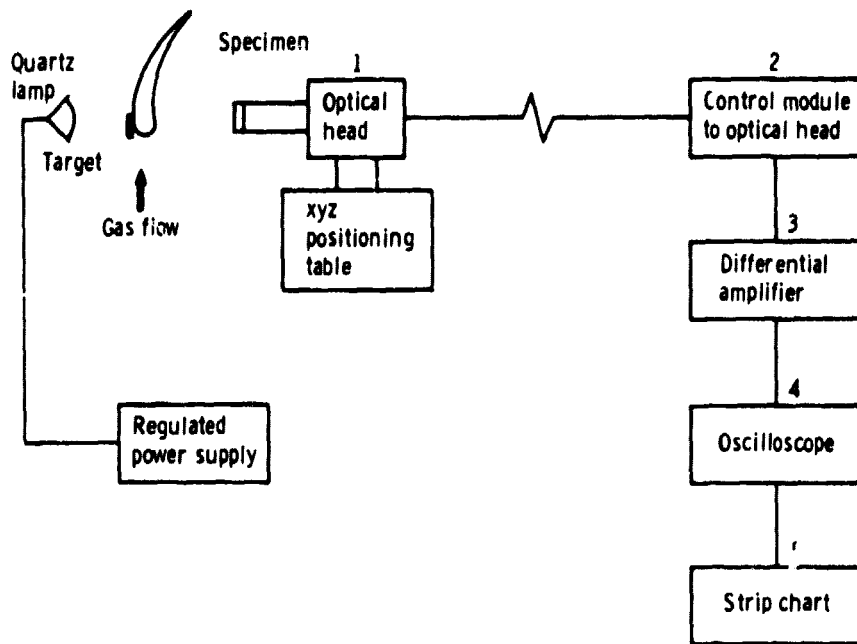 Specimen
Quartz
lamp
Target
Gas flow
1
Optical
head
xyz
positioning
table
2
Control module
to optical head
3
Differential
amplifier
4
Oscilloscope
Strip chart
Regulated
power supply